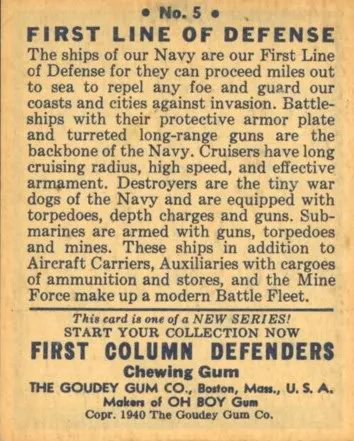 • No. 5 •
FIRST LINE OF DEFENSE
The ships of our Navy are our First Line
of Defense for they can proceed miles out
to sea to repel any foe and guard our
coasts and cities against invasion. Battle-
ships with their protective armor plate
and turreted long-range guns are the
backbone of the Navy. Cruisers have long
cruising radius, high speed, and effective
armament. Destroyers are the tiny war
dogs of the Navy and are equipped with
torpedoes, depth charges and guns. Sub-
marines are armed with guns, torpedoes
and mines. These ships in addition to
Aircraft Carriers, Auxiliaries with cargoes
of ammunition and stores, and the Mine
Force make up a modern Battle Fleet.
This card is one of a NEW SERIES!
START YOUR COLLECTION NOW
FIRST COLUMN DEFENDERS
Chewing Gum
THE GOUDEY GUM CO., Boston, Mass., U. S. A.
Makers of OH BOY Gum
Copr. 1940 The Goudey Gum Co.